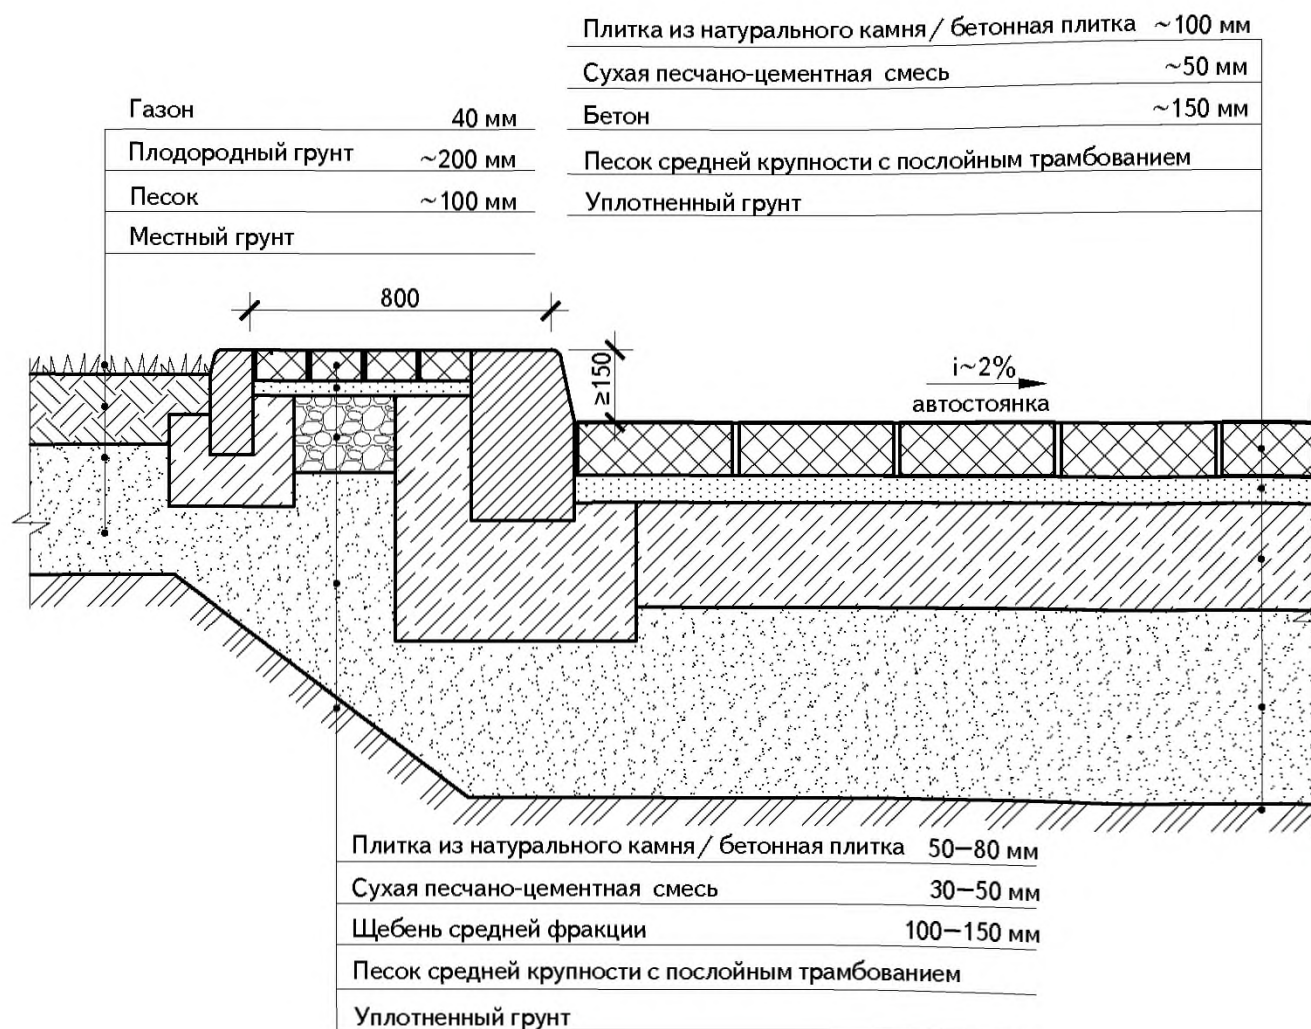 Плитка из натурального камня / бетонная плитка ~100 мм
Сухая песчано-цементная смесь ~50 мм
Бетон ~150 мм
Песок средней крупности с послойным трамбованием
Уплотненный грунт
Газон 40 мм
Плодородный грунт ~200 мм
Песок ~100 мм
Местный грунт
800
≥150
i~2%
автостоянка
Плитка из натурального камня / бетонная плитка 50—80 мм
Сухая песчано-цементная смесь 30—50 мм
Щебень средней фракции 100—150 мм
Песок средней крупности с послойным трамбованием
Уплотненный грунт